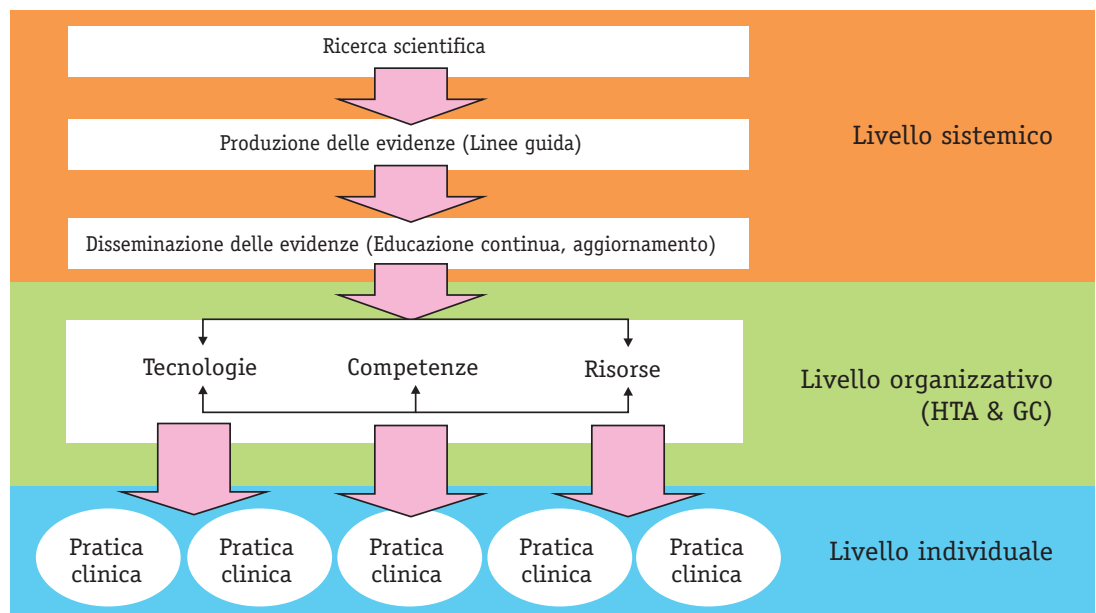 Ricerca scientifica
Produzione delle evidenze (Linee guida)
Livello sistemico
Disseminazione delle evidenze (Educazione continua, aggiornamento)
Tecnologie
Competenze
Risorse
Livello organizzativo
(HTA & GC)
Pratica
clinica
Pratica
clinica
Pratica
clinica
Pratica
clinica
Pratica
clinica
Livello individuale